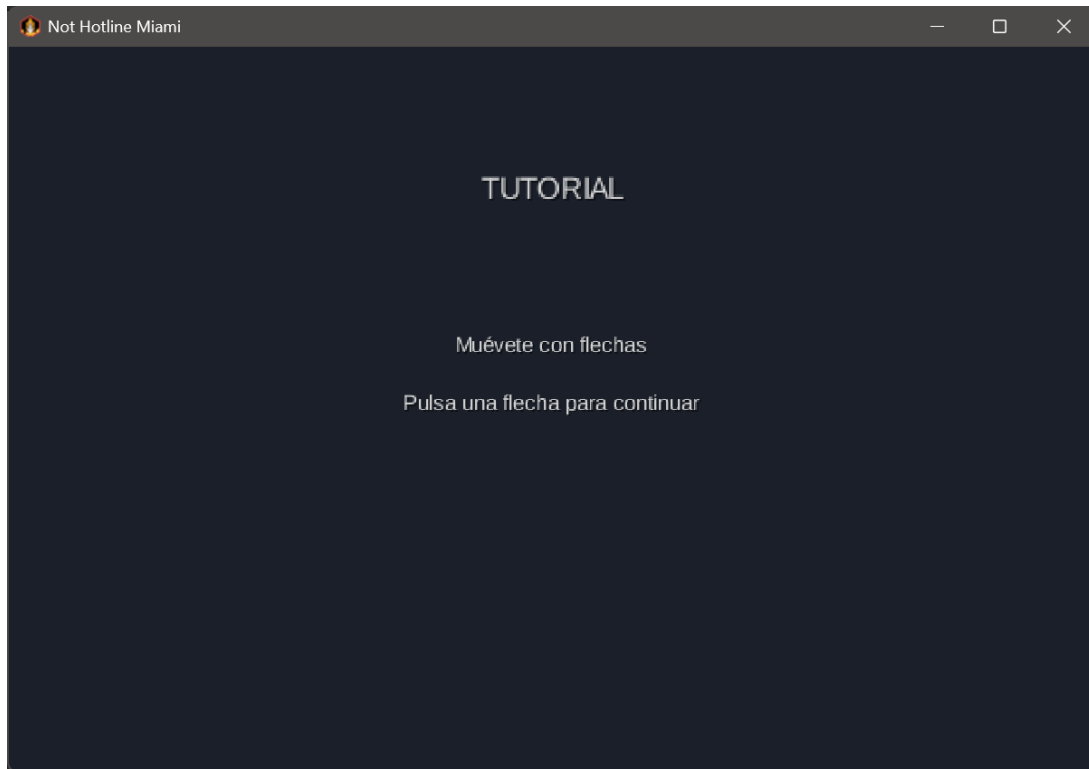 Not Hotline Miami
TUTORIAL
Muévete con flechas
Pulsa una flecha para continuar